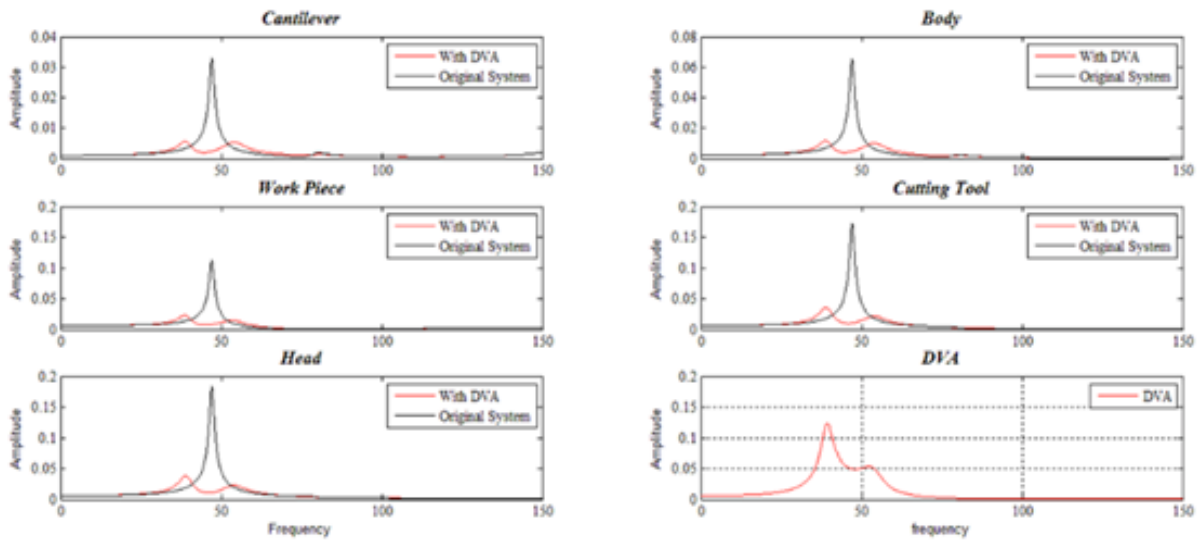 Cantilever
Amplitude
0.04
0.03
0.02
0.01
0
0
50
100
150
With DVA
Original System
Body
Amplitude
0.08
0.06
0.04
0.02
0
0
50
100
150
With DVA
Original System
Work Piece
Amplitude
0.2
0.15
0.1
0.05
0
0
50
100
150
With DVA
Original System
Cutting Tool
Amplitude
0.2
0.15
0.1
0.05
0
0
50
100
150
With DVA
Original System
Head
Amplitude
0.2
0.15
0.1
0.05
0
0
50
100
150
Frequency
With DVA
Original System
DVA
Amplitude
0.2
0.15
0.1
0.05
0
0
50
100
150
frequency
DVA